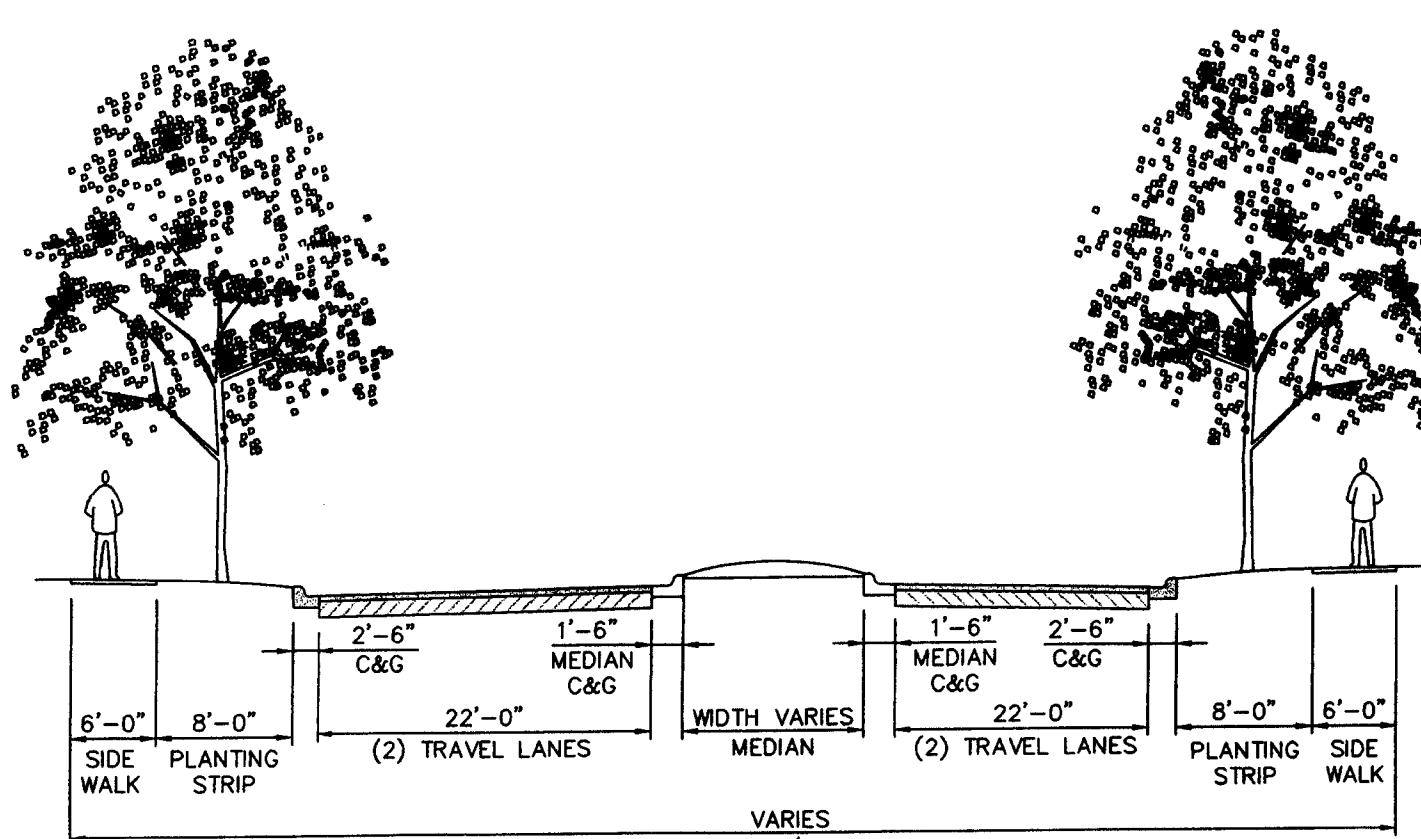 2'-6"
C&G
1'-6"
MEDIAN
C&G
1'-6"
MEDIAN
C&G
2'-6"
C&G
6'-0"
SIDE
WALK
8'-0"
PLANTING
STRIP
22'-0"
(2) TRAVEL LANES
WIDTH VARIES
MEDIAN
22'-0"
(2) TRAVEL LANES
8'-0"
PLANTING
STRIP
6'-0"
SIDE
WALK
VARIES